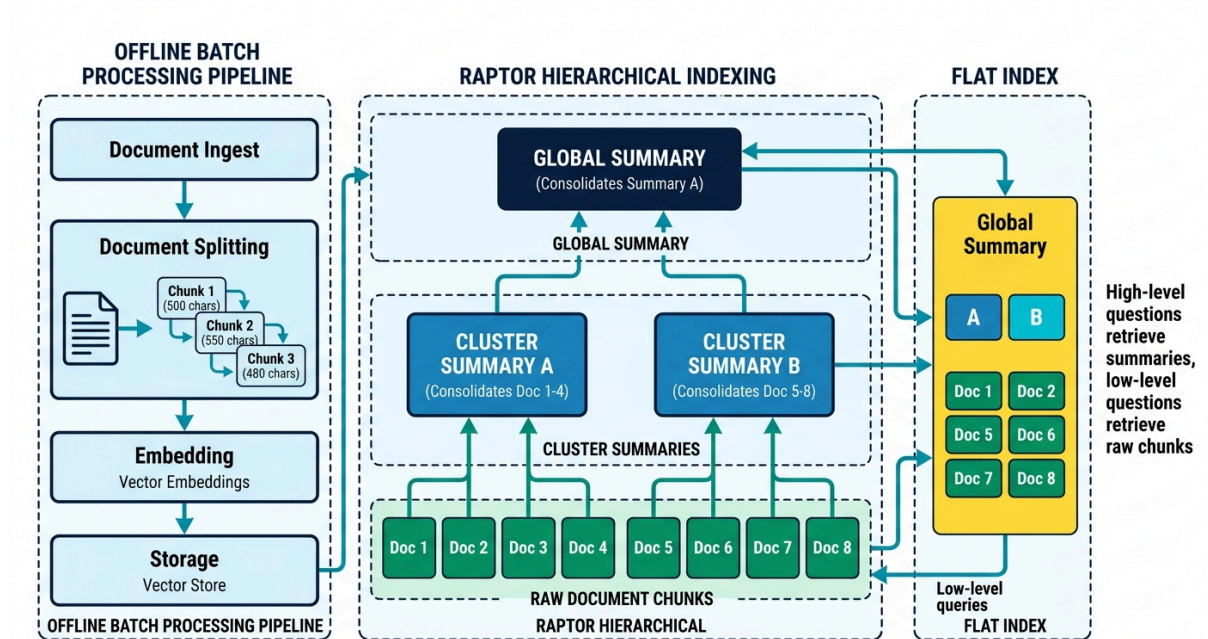 OFFLINE BATCH
PROCESSING PIPELINE
Document Ingest
Document Splitting
Chunk 1
(500 chars)
Chunk 2
(550 chars)
Chunk 3
(480 chars)
Embedding
Vector Embeddings
Storage
Vector Store
OFFLINE BATCH PROCESSING PIPELINE
RAPTOR HIERARCHICAL INDEXING
GLOBAL SUMMARY
(Consolidates Summary A)
GLOBAL SUMMARY
CLUSTER
SUMMARY A
(Consolidates Doc 1-4)
CLUSTER
SUMMARY B
(Consolidates Doc 5-8)
CLUSTER SUMMARIES
Doc 1
Doc 2
Doc 3
Doc 4
Doc 5
Doc 6
Doc 7
Doc 8
RAW DOCUMENT CHUNKS
RAPTOR HIERARCHICAL
FLAT INDEX
Global
Summary
A
B
Doc 1
Doc 2
Doc 5
Doc 6
Doc 7
Doc 8
Low-level
queries
FLAT INDEX
High-level
questions
retrieve
summaries,
low-level
questions
retrieve
raw chunks